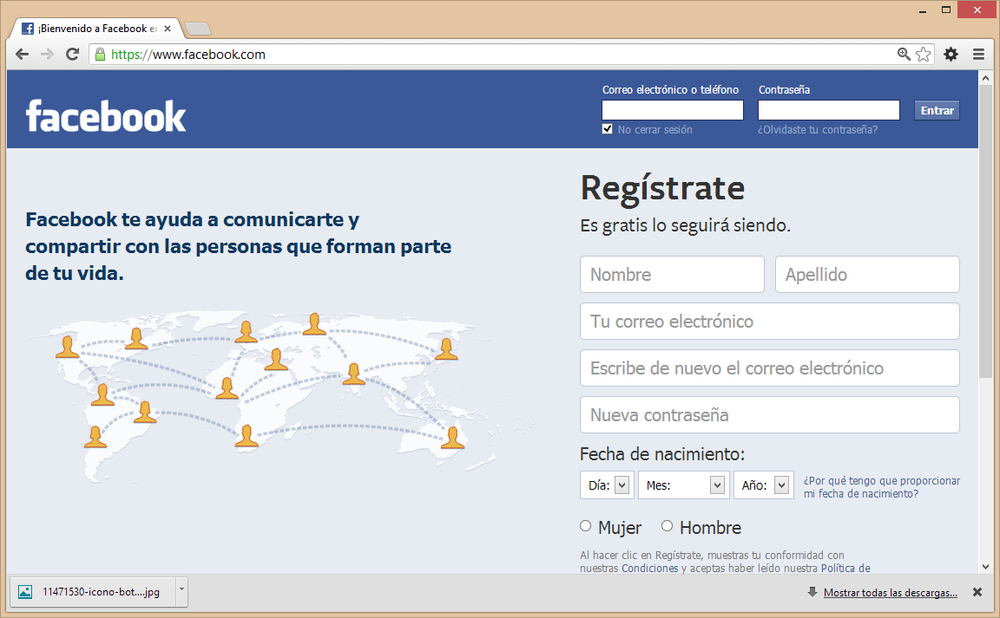 ¡Bienvenido a Facebook en
https://www.facebook.com
facebook
Correo electrónico o teléfono
Contraseña
Entrar
No cerrar sesión
¿Olvidaste tu contraseña?
Facebook te ayuda a comunicarte y
compartir con las personas que forman parte
de tu vida.
Regístrate
Es gratis lo seguirá siendo.
Nombre
Apellido
Tu correo electrónico
Escribe de nuevo el correo electrónico
Nueva contraseña
Fecha de nacimiento:
Día:
Mes:
Año:
¿Por qué tengo que proporcionar
mi fecha de nacimiento?
Mujer
Hombre
Al hacer clic en Regístrate, muestras tu conformidad con
nuestras Condiciones y aceptas haber leído nuestra Política de
11471530-icono-bot....jpg
Mostrar todas las descargas...